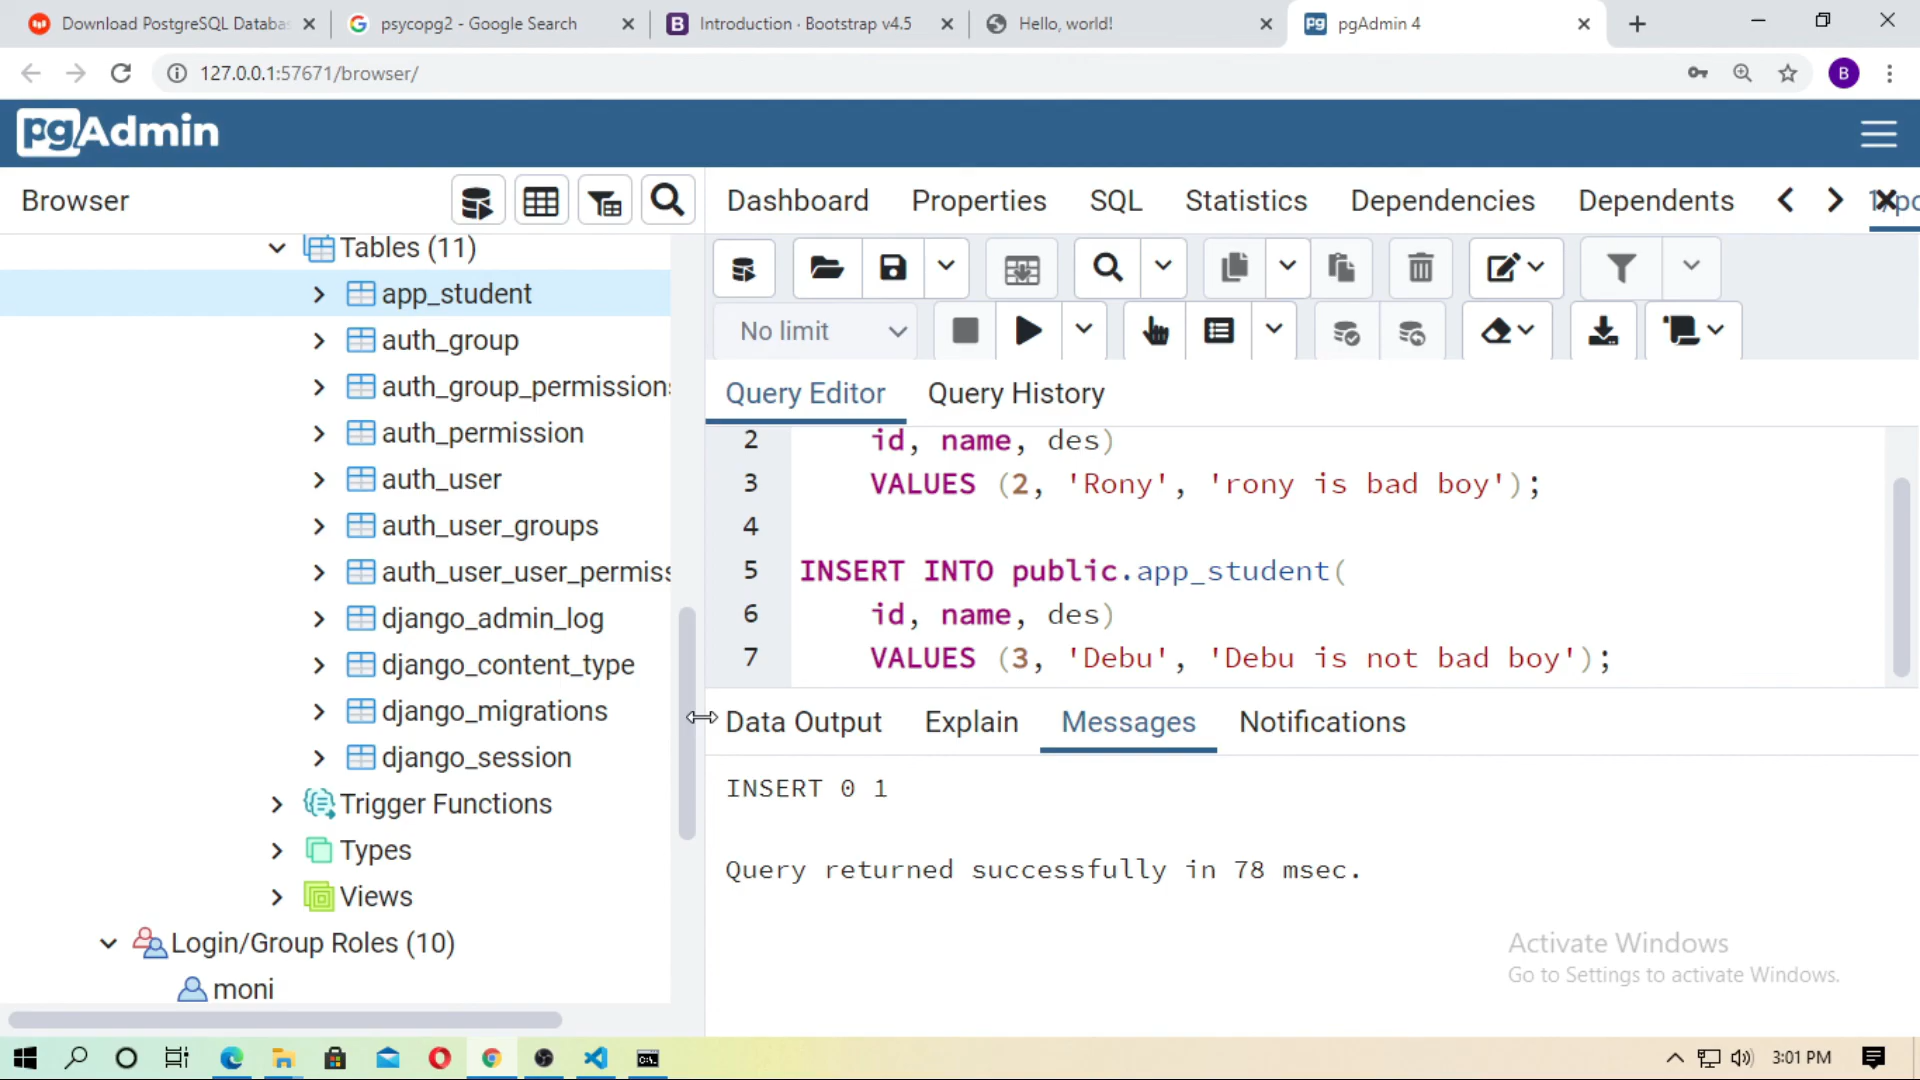 Download PostgreSQL Databa
psycopg2 - Google Search
Introduction · Bootstrap v4.5
Hello, world!
pgAdmin 4
127.0.0.1:57671/browser/
B
pgAdmin
Browser
Dashboard
Properties
SQL
Statistics
Dependencies
Dependents
Tables (11)
app_student
auth_group
auth_group_permission
auth_permission
auth_user
auth_user_groups
auth_user_user_permis
django_admin_log
django_content_type
django_migrations
django_session
Trigger Functions
Types
Views
Login/Group Roles (10)
moni
No limit
Query Editor
Query History
2 id, name, des)
3 VALUES (2, 'Rony', 'rony is bad boy');
4
5 INSERT INTO public.app_student(
6 id, name, des)
7 VALUES (3, 'Debu', 'Debu is not bad boy');
Data Output
Explain
Messages
Notifications
INSERT 0 1
Query returned successfully in 78 msec.
Activate Windows
Go to Settings to activate Windows.
3:01 PM